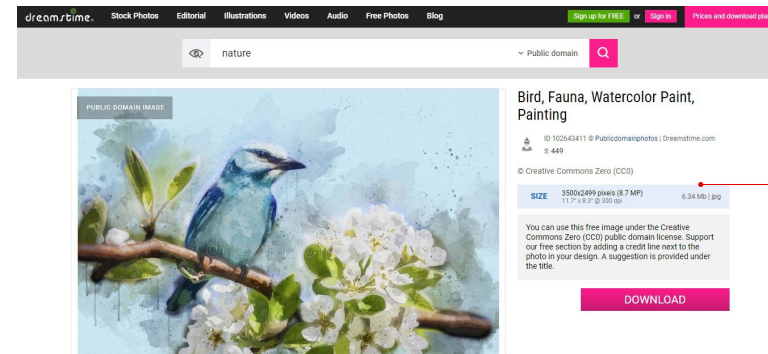 dreamstime®
Stock Photos Editorial Illustrations Videos Audio Free Photos Blog
Sign up for FREE or Sign in Prices and download
nature
Public domain
PUBLIC DOMAIN IMAGE
Bird, Fauna, Watercolor Paint,
Painting
ID 102643411 © Publicdomainphotos | Dreamstime.com
449
© Creative Commons Zero (CC0)
SIZE 3500x2499 pixels (8.7 MP) 6.34 Mb | jpg
11.7" x 8.3" @ 300 dpi
You can use this free image under the Creative
Commons Zero (CC0) public domain license. Support
our free section by adding a credit line next to the
photo in your design. A suggestion is provided under
the title.
DOWNLOAD